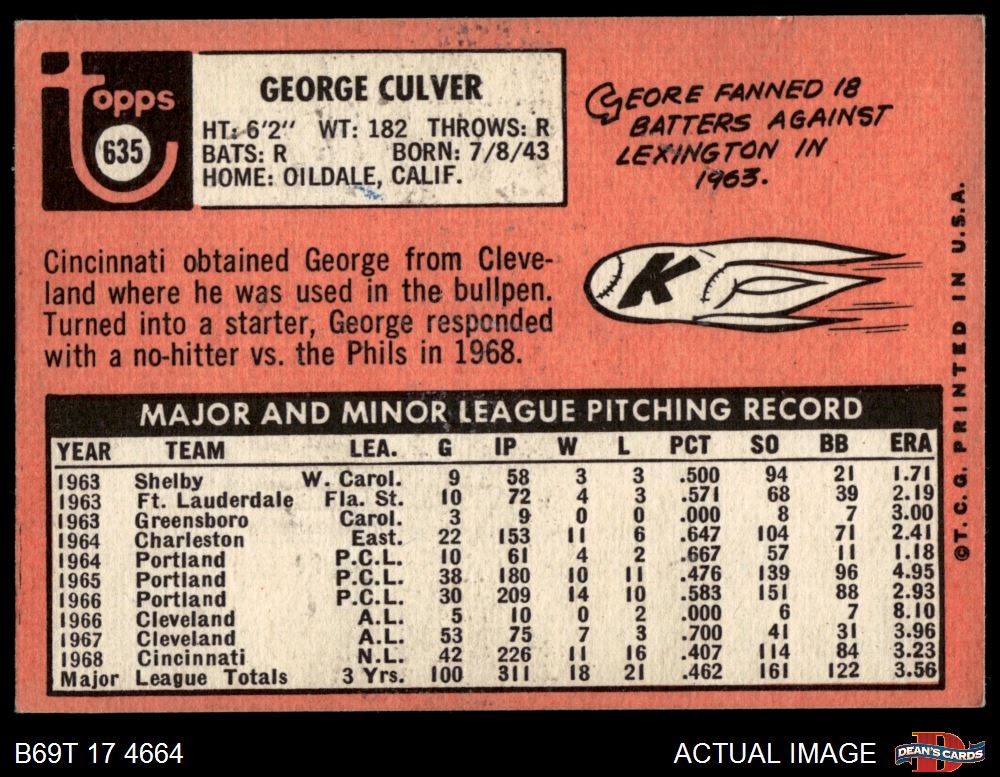 topps
635
GEORGE CULVER
HT: 6'2" WT: 182 THROWS: R
BATS: R BORN: 7/8/43
HOME: OILDALE, CALIF.
GEORE FANNED 18
BATTERS AGAINST
LEXINGTON IN
1963.
K
Cincinnati obtained George from Cleve-
land where he was used in the bullpen.
Turned into a starter, George responded
with a no-hitter vs. the Phils in 1968.
MAJOR AND MINOR LEAGUE PITCHING RECORD
YEAR TEAM LEA. G IP W L PCT SO BB ERA
1963 Shelby W. Carol. 9 58 3 3 .500 94 21 1.71
1963 Ft. Lauderdale Fla. St. 10 72 4 3 .571 68 39 2.19
1963 Greensboro Carol. 3 9 0 0 .000 8 7 3.00
1964 Charleston East. 22 153 11 6 .647 104 71 2.41
1964 Portland P.C.L. 10 61 4 2 .667 57 11 1.18
1965 Portland P.C.L. 38 180 10 11 .476 139 96 4.95
1966 Portland P.C.L. 30 209 14 10 .583 151 88 2.93
1966 Cleveland A.L. 5 10 0 2 .000 6 7 8.10
1967 Cleveland A.L. 53 75 7 3 .700 41 31 3.96
1968 Cincinnati N.L. 42 226 11 16 .407 114 84 3.23
Major League Totals 3 Yrs. 100 311 18 21 .462 161 122 3.56
©T.C.G. PRINTED IN U.S.A.
B69T 17 4664
ACTUAL IMAGE
D
DEAN'S CARDS